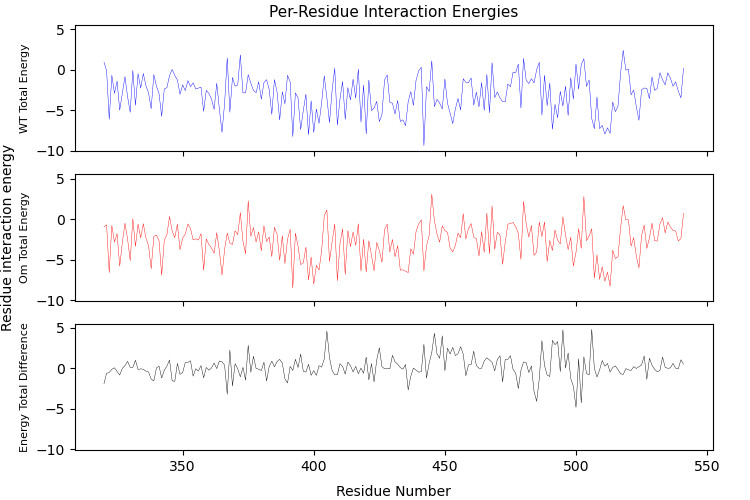 Per-Residue Interaction Energies
Residue interaction energy
WT Total Energy
5
0
−5
−10
Om Total Energy
5
0
−5
−10
Energy Total Difference
5
0
−5
−10
350 400 450 500 550
Residue Number